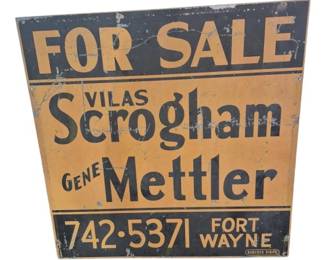 FOR SALE
VILAS
Scrogham
GENE Mettler
742·5371 FORT WAYNE